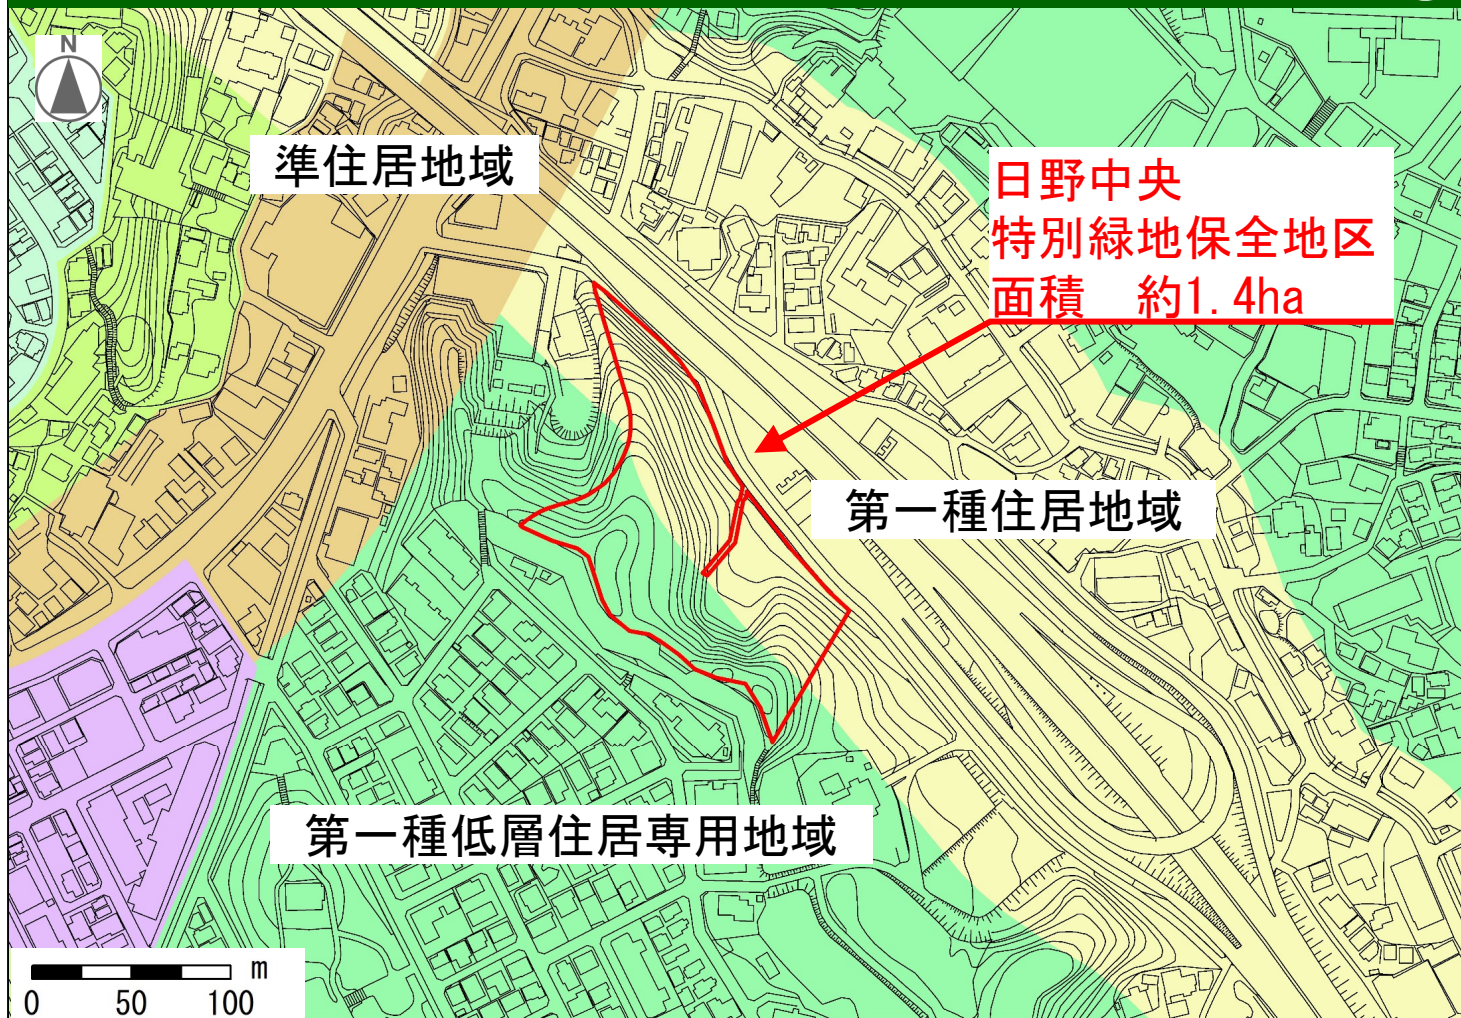 N
準住居地域
日野中央
特別緑地保全地区
面積　約1.4ha
第一種住居地域
第一種低層住居専用地域
m
0 50 100